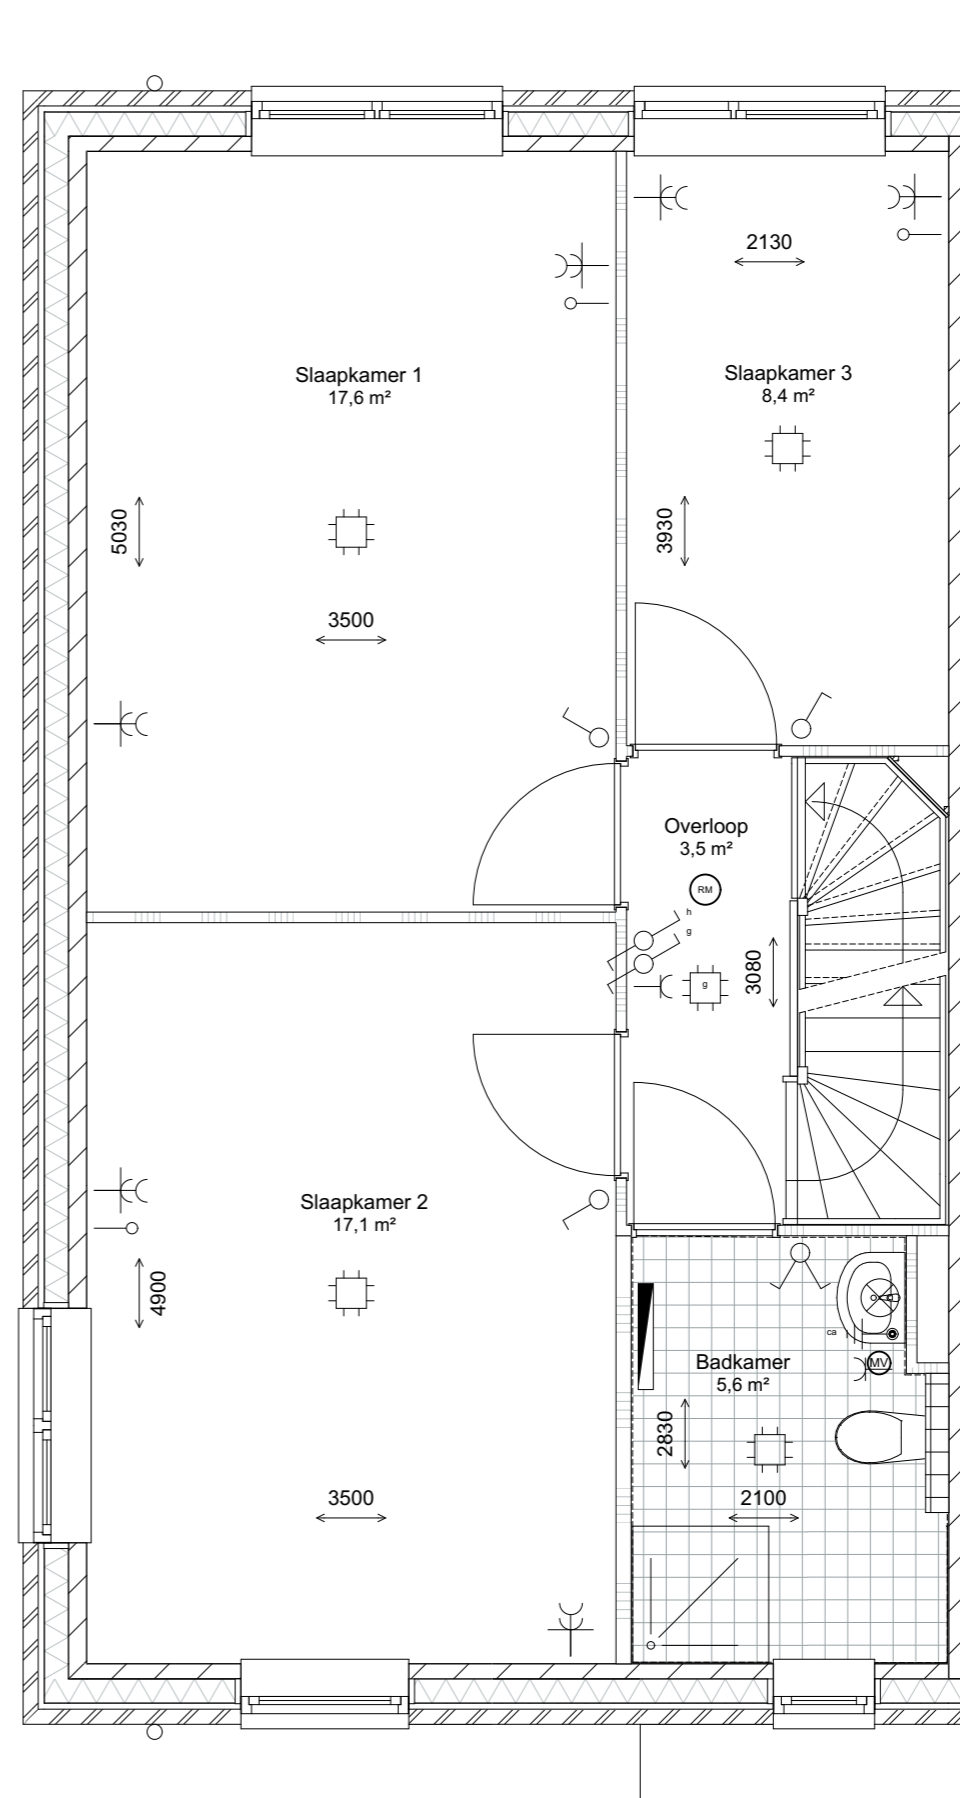 2130
Slaapkamer 1
17,6 m²
Slaapkamer 3
8,4 m²
5030
3930
3500
Overloop
3,5 m²
RM
h
g
g
3080
Slaapkamer 2
17,1 m²
4900
ca
MV
Badkamer
5,6 m²
2830
3500
2100